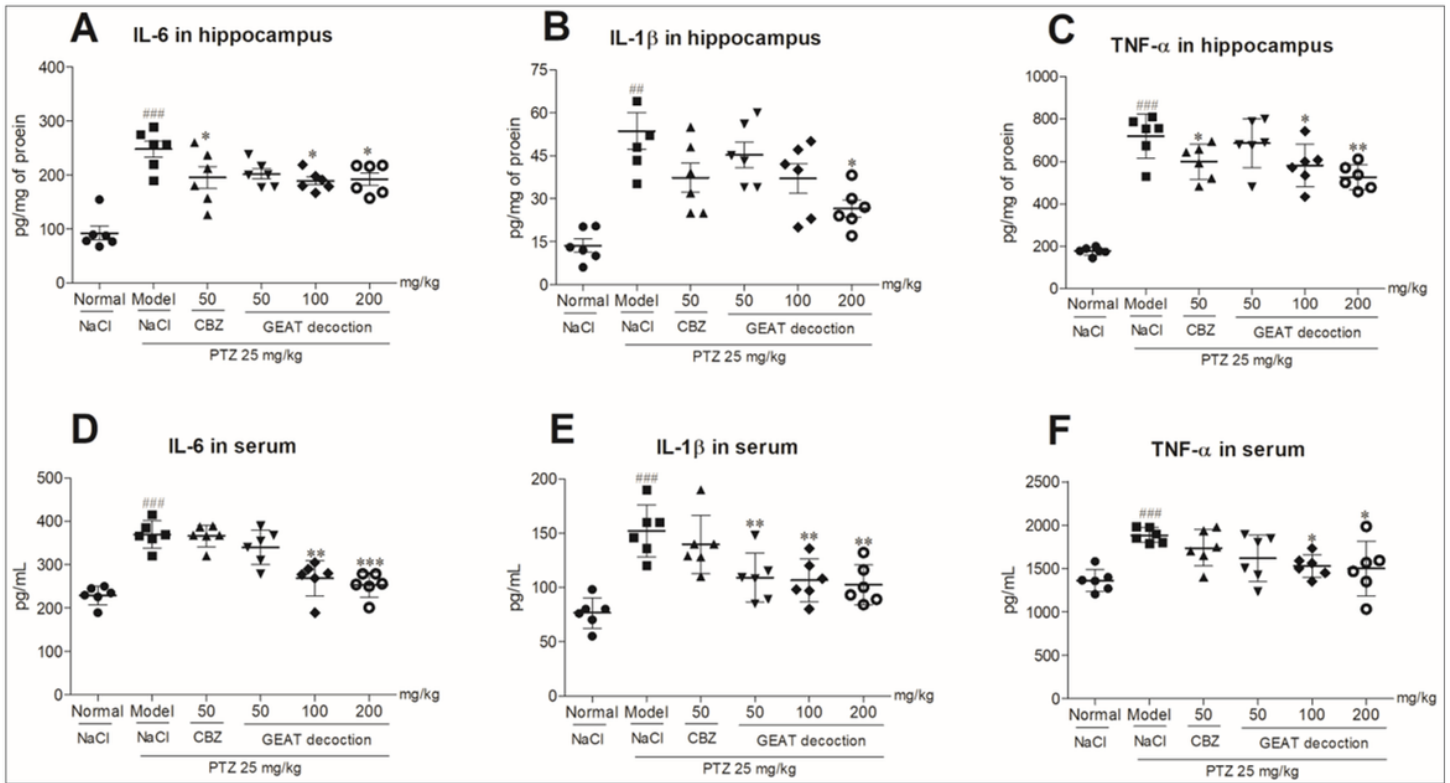 A IL-6 in hippocampus
pg/mg of proein
400
300
200
100
0
###
*
*
*
Normal Model 50 50 100 200 mg/kg
NaCl NaCl CBZ GEAT decoction
PTZ 25 mg/kg
B IL-1β in hippocampus
pg/mg of proein
75
60
45
30
15
0
##
*
Normal Model 50 50 100 200 mg/kg
NaCl NaCl CBZ GEAT decoction
PTZ 25 mg/kg
C TNF-α in hippocampus
pg/mg of proein
1000
800
600
400
200
0
###
*
*
**
Normal Model 50 50 100 200 mg/kg
NaCl NaCl CBZ GEAT decoction
PTZ 25 mg/kg
D IL-6 in serum
pg/mL
500
400
300
200
100
0
###
**
***
Normal Model 50 50 100 200 mg/kg
NaCl NaCl CBZ GEAT decoction
PTZ 25 mg/kg
E IL-1β in serum
pg/mL
200
150
100
50
0
###
**
**
**
Normal Model 50 50 100 200 mg/kg
NaCl NaCl CBZ GEAT decoction
PTZ 25 mg/kg
F TNF-α in serum
pg/mL
2500
2000
1500
1000
500
0
###
*
*
Normal Model 50 50 100 200 mg/kg
NaCl NaCl CBZ GEAT decoction
PTZ 25 mg/kg